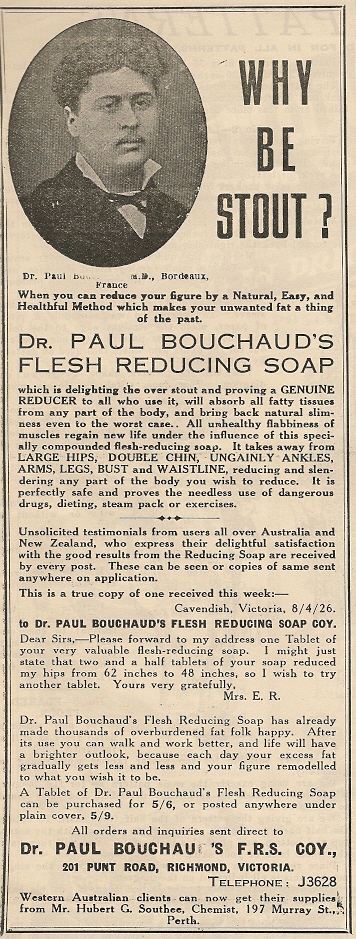 WHY
BE
STOUT?
Dr. Paul M.D., Bordeaux,
France
When you can reduce your figure by a Natural, Easy, and
Healthful Method which makes your unwanted fat a thing
of the past.
DR. PAUL BOUCHAUD'S
FLESH REDUCING SOAP
which is delighting the over stout and proving a GENUINE
REDUCER to all who use it, will absorb all fatty tissues
from any part of the body, and bring back natural slim-
ness even to the worst case.. All unhealthy flabbiness of
muscles regain new life under the influence of this speci-
ally compounded flesh-reducing soap. It takes away from
LARGE HIPS, DOUBLE CHIN, UNGAINLY ANKLES,
ARMS, LEGS, BUST and WAISTLINE, reducing and slen-
dering any part of the body you wish to reduce. It is
perfectly safe and proves the needless use of dangerous
drugs, dieting, steam pack or exercises.
Unsolicited testimonials from users all over Australia and
New Zealand, who express their delightful satisfaction
with the good results from the Reducing Soap are received
by every post. These can be seen or copies of same sent
anywhere on application.
This is a true copy of one received this week:—
Cavendish, Victoria, 8/4/26.
to Dr. PAUL BOUCHAUD'S FLESH REDUCING SOAP COY.
Dear Sirs,—Please forward to my address one Tablet of
your very valuable flesh-reducing soap. I might just
state that two and a half tablets of your soap reduced
my hips from 62 inches to 48 inches, so I wish to try
another tablet. Yours very gratefully,
Mrs. E. R.
Dr. Paul Bouchaud's Flesh Reducing Soap has already
made thousands of overburdened fat folk happy. After
its use you can walk and work better, and life will have
a brighter outlook, because each day your excess fat
gradually gets less and less and your figure remodelled
to what you wish it to be.
A Tablet of Dr. Paul Bouchaud's Flesh Reducing Soap
can be purchased for 5/6, or posted anywhere under
plain cover, 5/9.
All orders and inquiries sent direct to
Dr. PAUL BOUCHAU 'S F.R.S. COY.,
201 PUNT ROAD, RICHMOND, VICTORIA.
TELEPHONE: J3628
Western Australian clients can now get their supplies
from Mr. Hubert G. Southee, Chemist, 197 Murray St.,
Perth.